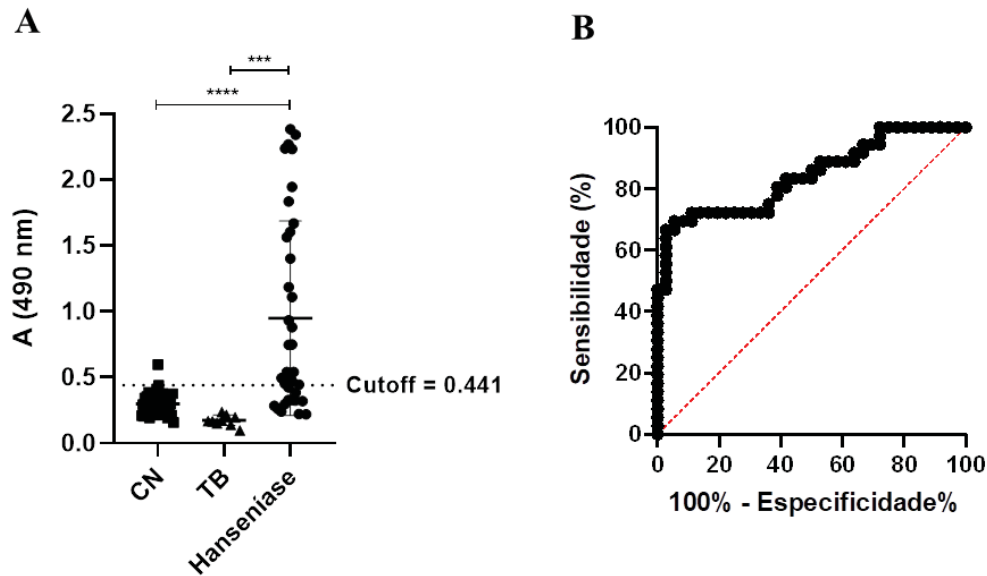 A
***
****
2.5
2.0
1.5
1.0
0.5
0.0
A (490 nm)
Cutoff = 0.441
CN
TB
Hanseníase
B
100
80
60
40
20
0
Sensibilidade (%)
0 20 40 60 80 100
100% - Especificidade%